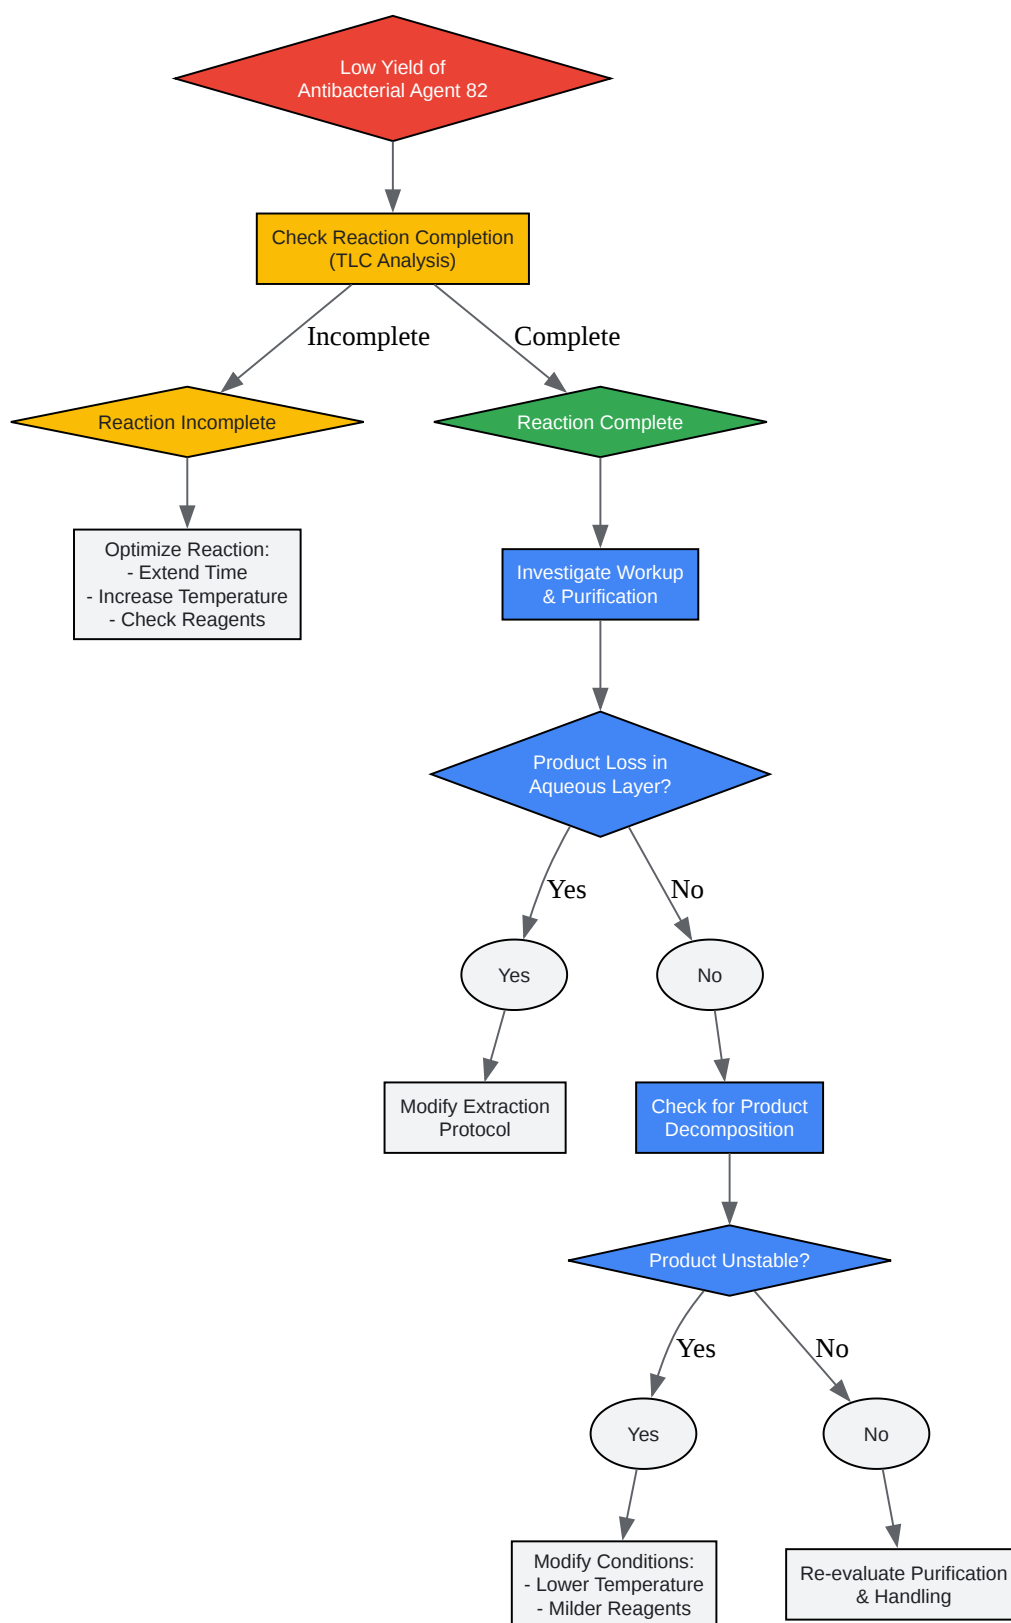 Low Yield of
Antibacterial Agent 82
Check Reaction Completion
(TLC Analysis)
Incomplete
Complete
Reaction Incomplete
Reaction Complete
Optimize Reaction:
- Extend Time
- Increase Temperature
- Check Reagents
Investigate Workup
& Purification
Product Loss in
Aqueous Layer?
Yes
No
Yes
No
Modify Extraction
Protocol
Check for Product
Decomposition
Product Unstable?
Yes
No
Yes
No
Modify Conditions:
- Lower Temperature
- Milder Reagents
Re-evaluate Purification
& Handling